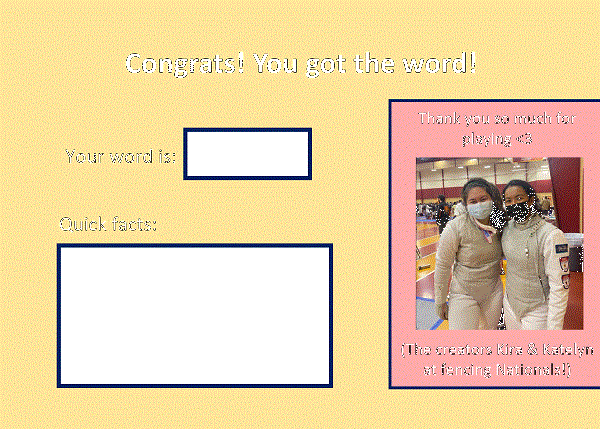 Congrats! You got the word!
Your word is:
Quick facts:
Thank you so much for
playing <3
(The creators Kira & Katelyn
at fencing Nationals!)